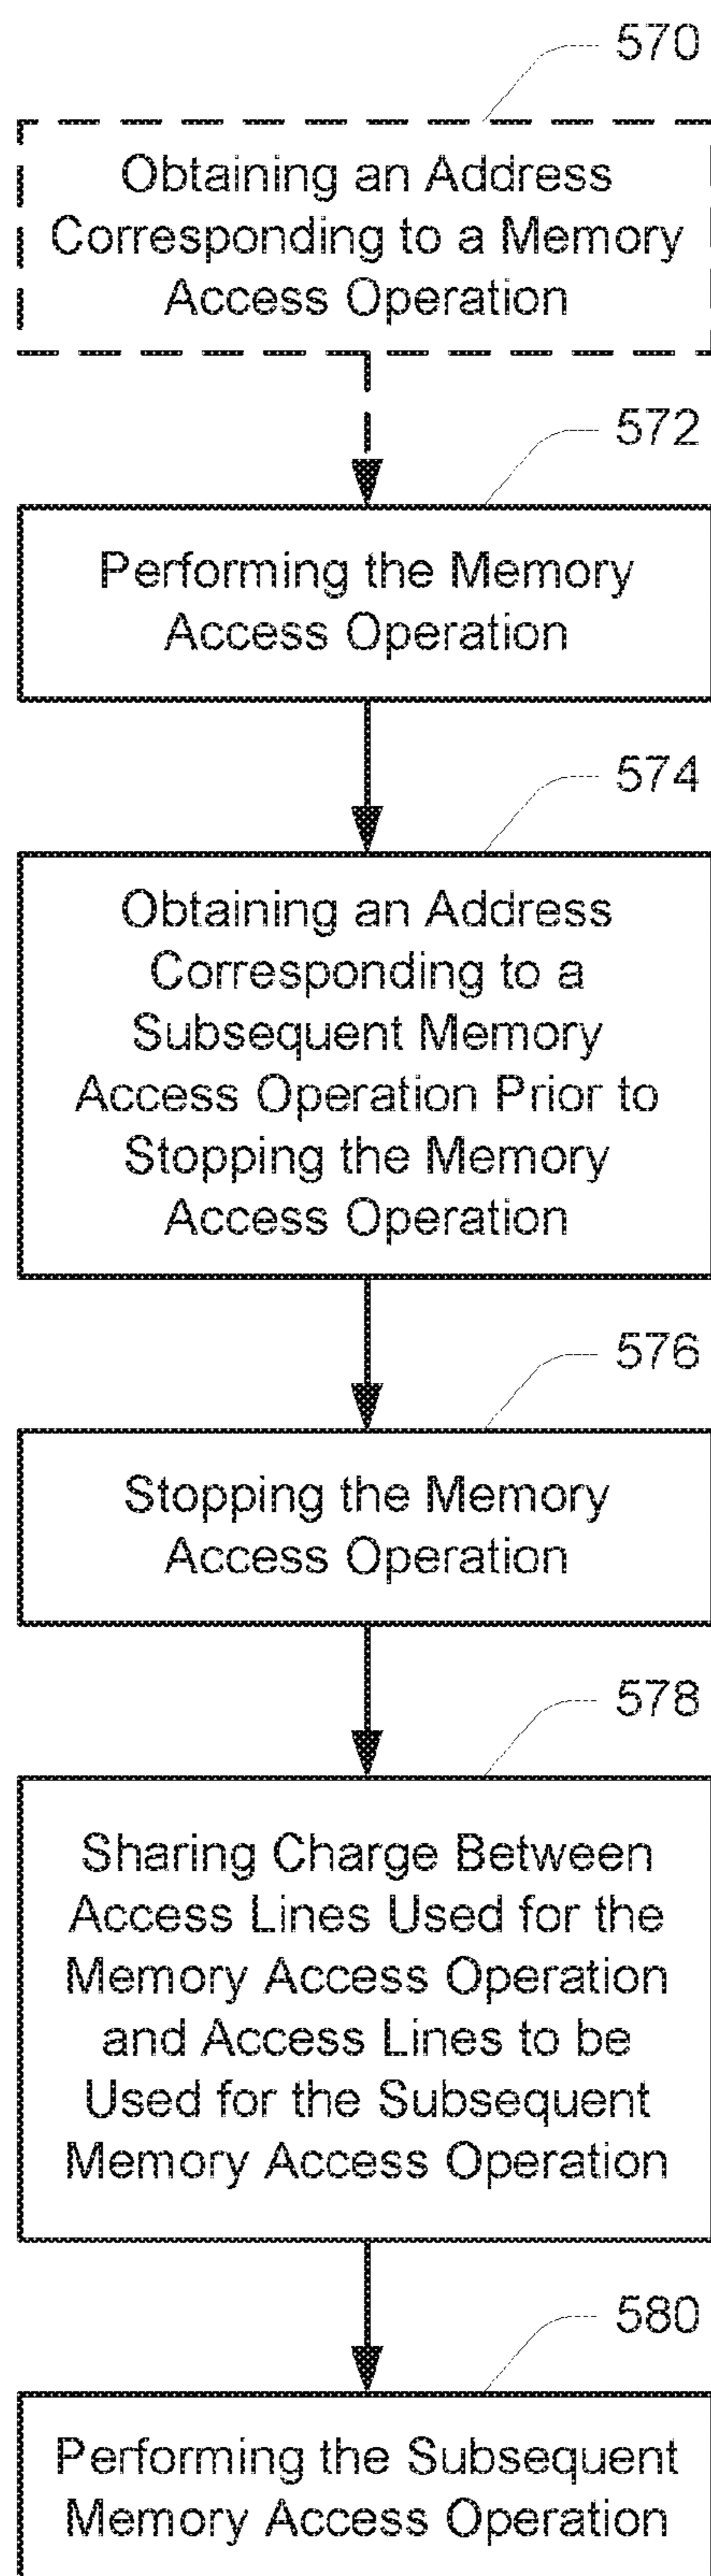 570
Obtaining an Address
Corresponding to a Memory
Access Operation
572
Performing the Memory
Access Operation
574
Obtaining an Address
Corresponding to a
Subsequent Memory
Access Operation Prior to
Stopping the Memory
Access Operation
576
Stopping the Memory
Access Operation
578
Sharing Charge Between
Access Lines Used for the
Memory Access Operation
and Access Lines to be
Used for the Subsequent
Memory Access Operation
580
Performing the Subsequent
Memory Access Operation